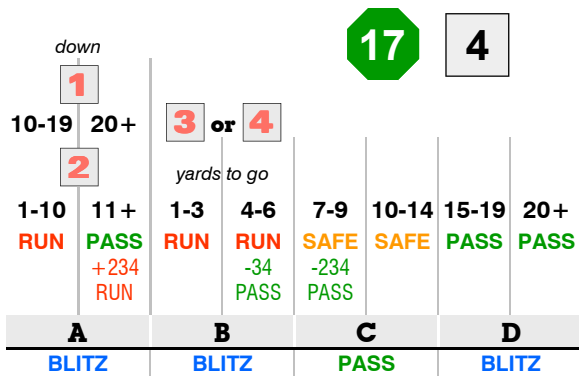 17 4
down
1
10-19 20+ 3 or 4
2 yards to go
1-10 11+ 1-3 4-6 7-9 10-14 15-19 20+
RUN PASS RUN RUN SAFE SAFE PASS PASS
+234 -34 -234
RUN PASS PASS
A B C D
BLITZ BLITZ PASS BLITZ